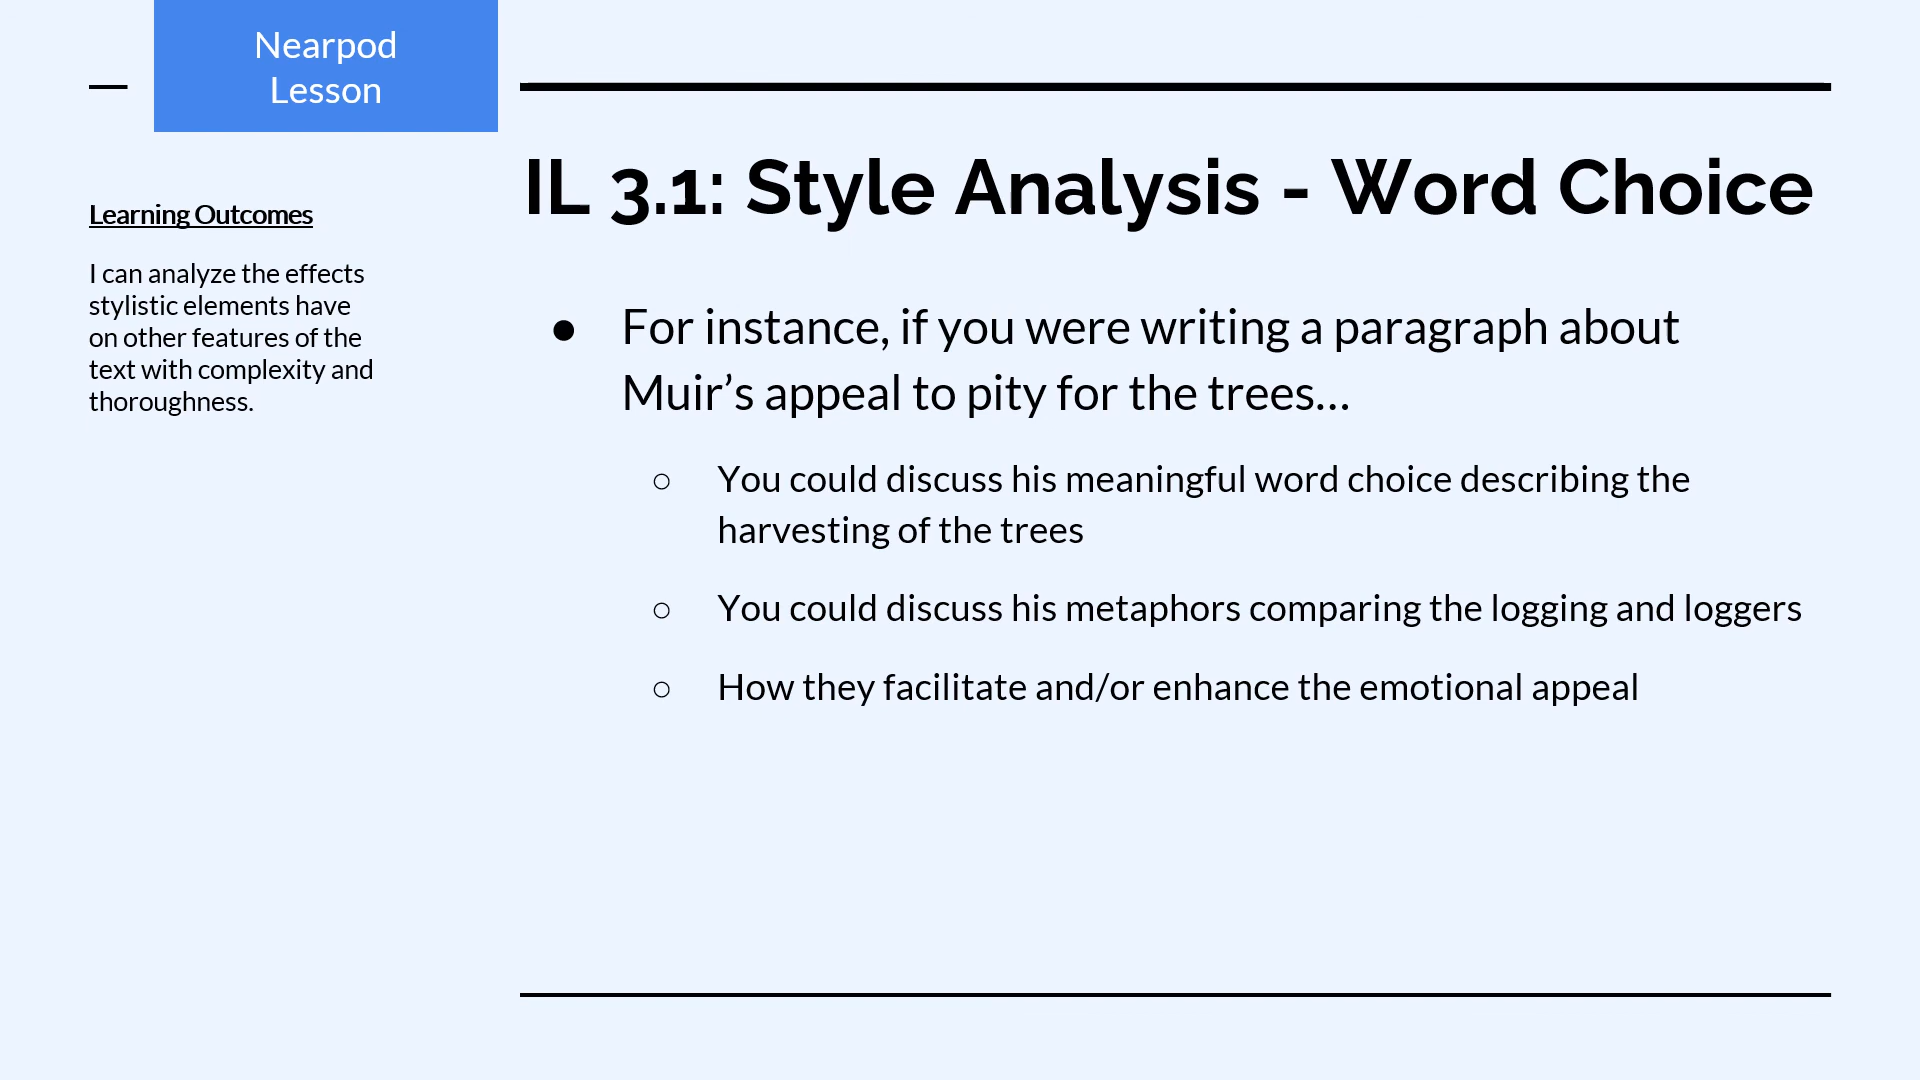 Nearpod
Lesson
IL 3.1: Style Analysis - Word Choice
Learning Outcomes
I can analyze the effects
stylistic elements have
on other features of the
text with complexity and
thoroughness.
● For instance, if you were writing a paragraph about
Muir’s appeal to pity for the trees…
○ You could discuss his meaningful word choice describing the
harvesting of the trees
○ You could discuss his metaphors comparing the logging and loggers
○ How they facilitate and/or enhance the emotional appeal